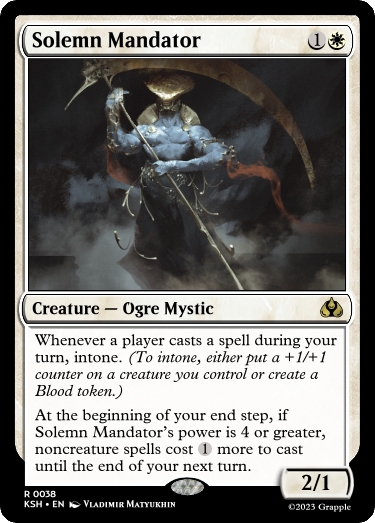 Solemn Mandator 1
Creature — Ogre Mystic
Whenever a player casts a spell during your
turn, intone. (To intone, either put a +1/+1
counter on a creature you control or create a
Blood token.)
At the beginning of your end step, if
Solemn Mandator's power is 4 or greater,
noncreature spells cost 1 more to cast
until the end of your next turn.
2/1
R 0038
KSH • EN Vladimir Matyukhin
©2023 Grapple